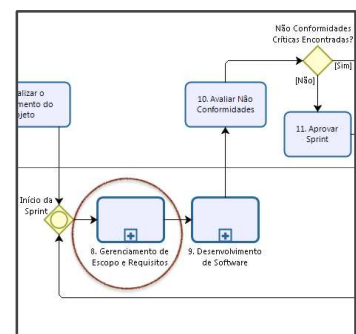 Não Conformidades
Críticas Encontradas?
[Sim]
[Não]
alizar o
mento do
ojeto
10. Avaliar Não
Conformidades
11. Aprovar
Sprint
Início da
Sprint
8. Gerenciamento de
Escopo e Requisitos
9. Desenvolvimento
de Software